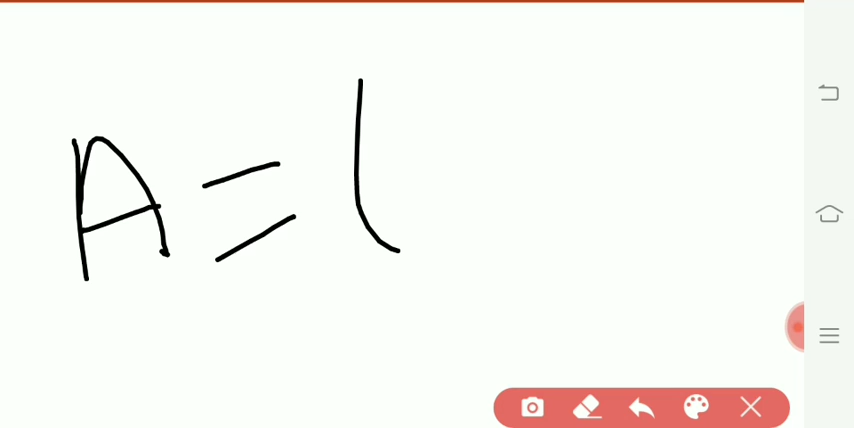 A = (